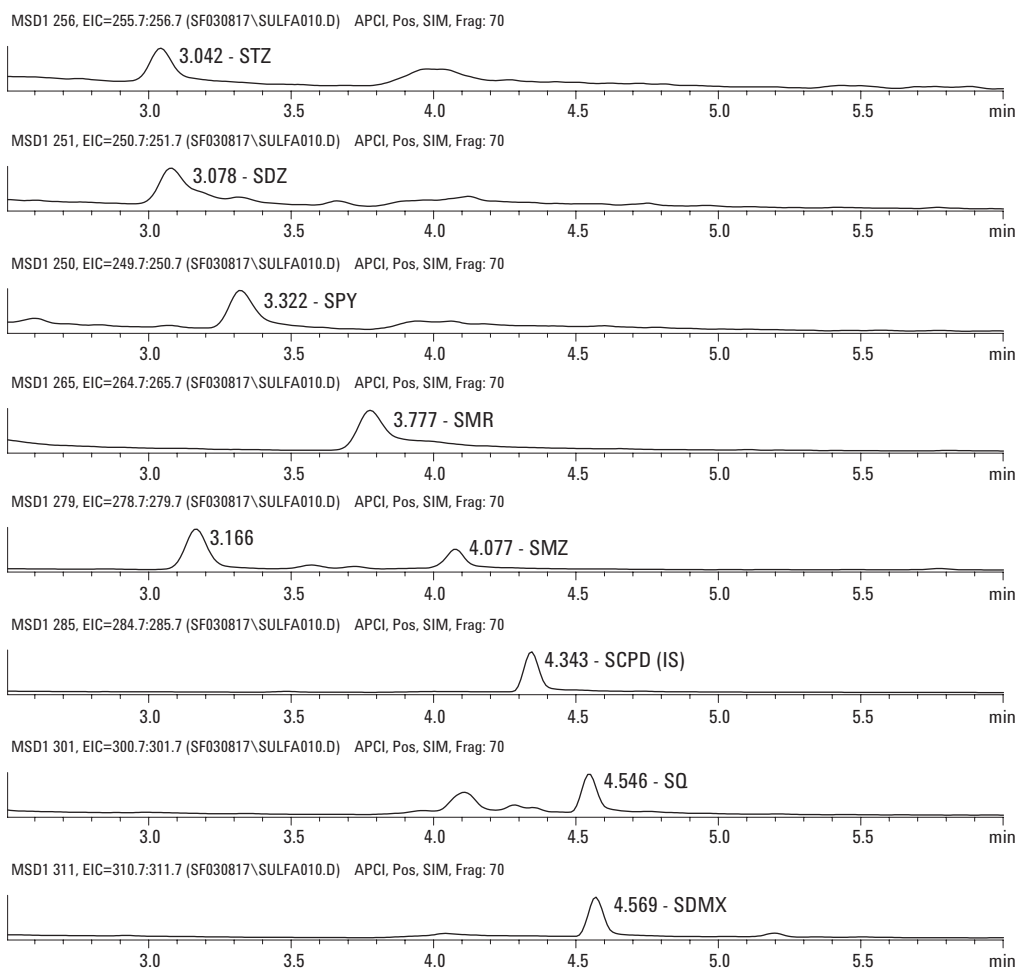 MSD1 256, EIC=255.7:256.7 (SF030817\SULFA010.D) APCI, Pos, SIM, Frag: 70
3.042 - STZ
3.0 3.5 4.0 4.5 5.0 5.5 min
MSD1 251, EIC=250.7:251.7 (SF030817\SULFA010.D) APCI, Pos, SIM, Frag: 70
3.078 - SDZ
3.0 3.5 4.0 4.5 5.0 5.5 min
MSD1 250, EIC=249.7:250.7 (SF030817\SULFA010.D) APCI, Pos, SIM, Frag: 70
3.322 - SPY
3.0 3.5 4.0 4.5 5.0 5.5 min
MSD1 265, EIC=264.7:265.7 (SF030817\SULFA010.D) APCI, Pos, SIM, Frag: 70
3.777 - SMR
3.0 3.5 4.0 4.5 5.0 5.5 min
MSD1 279, EIC=278.7:279.7 (SF030817\SULFA010.D) APCI, Pos, SIM, Frag: 70
3.166
4.077 - SMZ
3.0 3.5 4.0 4.5 5.0 5.5 min
MSD1 285, EIC=284.7:285.7 (SF030817\SULFA010.D) APCI, Pos, SIM, Frag: 70
4.343 - SCPD (IS)
3.0 3.5 4.0 4.5 5.0 5.5 min
MSD1 301, EIC=300.7:301.7 (SF030817\SULFA010.D) APCI, Pos, SIM, Frag: 70
4.546 - SQ
3.0 3.5 4.0 4.5 5.0 5.5 min
MSD1 311, EIC=310.7:311.7 (SF030817\SULFA010.D) APCI, Pos, SIM, Frag: 70
4.569 - SDMX
3.0 3.5 4.0 4.5 5.0 5.5 min